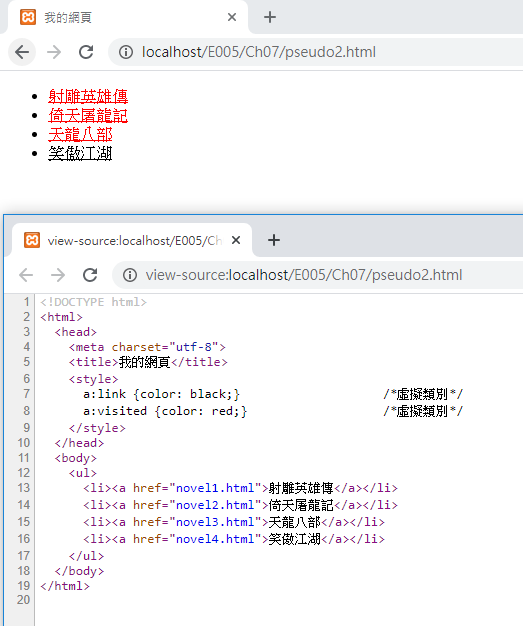 我的網頁
localhost/E005/Ch07/pseudo2.html
射雕英雄傳
倚天屠龍記
天龍八部
笑傲江湖
view-source:localhost/E005/Ch
view-source:localhost/E005/Ch07/pseudo2.html
1 <!DOCTYPE html>
2 <html>
3 <head>
4 <meta charset="utf-8">
5 <title>我的網頁</title>
6 <style>
7 a:link {color: black;} /*虛擬類別*/
8 a:visited {color: red;} /*虛擬類別*/
9 </style>
10 </head>
11 <body>
12 <ul>
13 <li><a href="novel1.html">射雕英雄傳</a></li>
14 <li><a href="novel2.html">倚天屠龍記</a></li>
15 <li><a href="novel3.html">天龍八部</a></li>
16 <li><a href="novel4.html">笑傲江湖</a></li>
17 </ul>
18 </body>
19 </html>
20